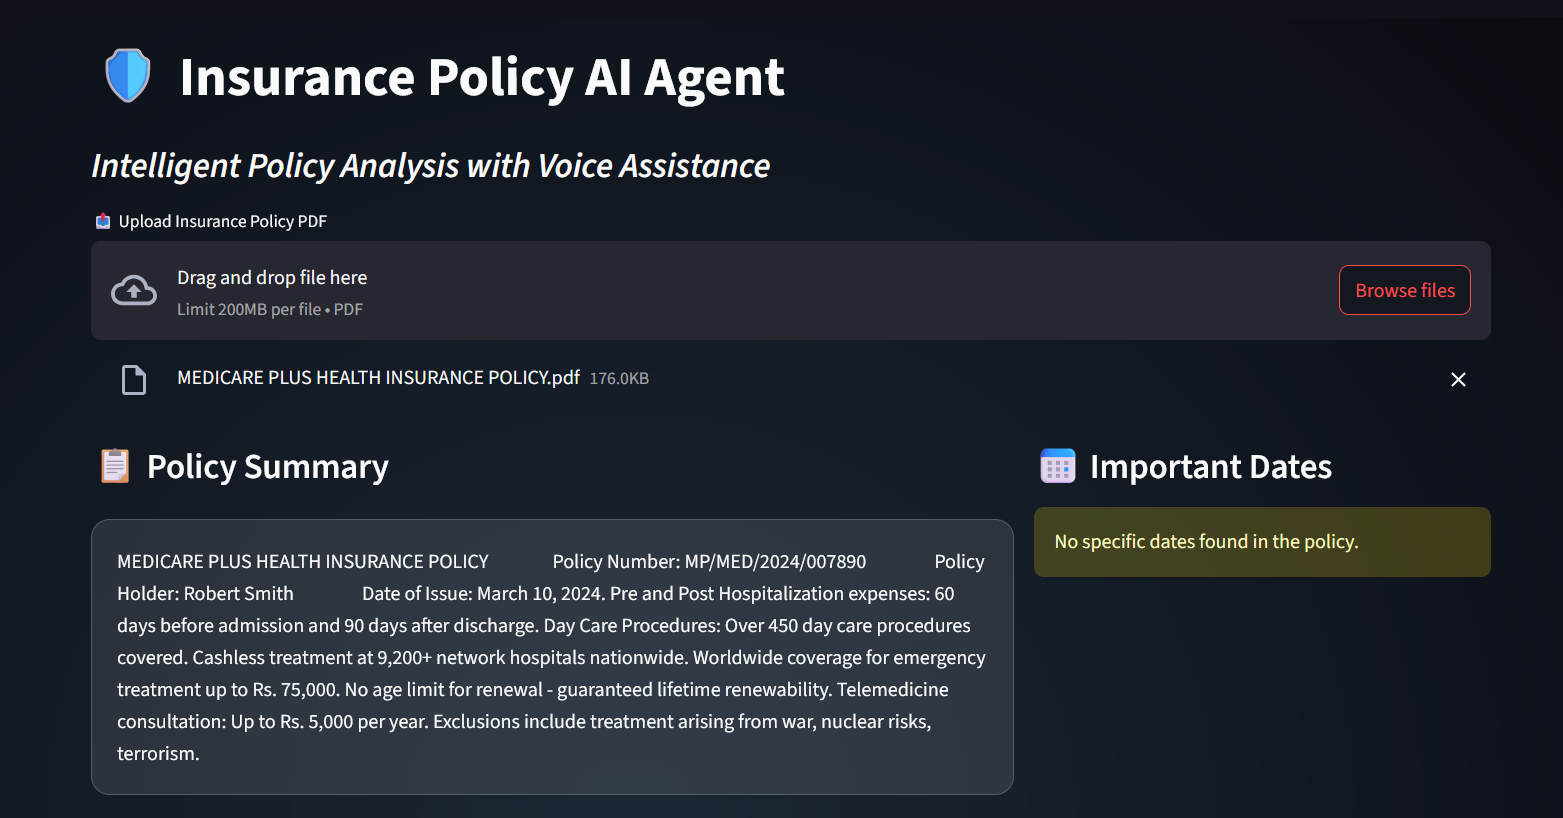 Insurance Policy AI Agent
Intelligent Policy Analysis with Voice Assistance
Upload Insurance Policy PDF
Drag and drop file here
Limit 200MB per file • PDF
Browse files
MEDICARE PLUS HEALTH INSURANCE POLICY.pdf 176.0KB
Policy Summary
MEDICARE PLUS HEALTH INSURANCE POLICY Policy Number: MP/MED/2024/007890 Policy
Holder: Robert Smith Date of Issue: March 10, 2024. Pre and Post Hospitalization expenses: 60
days before admission and 90 days after discharge. Day Care Procedures: Over 450 day care procedures
covered. Cashless treatment at 9,200+ network hospitals nationwide. Worldwide coverage for emergency
treatment up to Rs. 75,000. No age limit for renewal - guaranteed lifetime renewability. Telemedicine
consultation: Up to Rs. 5,000 per year. Exclusions include treatment arising from war, nuclear risks,
terrorism.
Important Dates
No specific dates found in the policy.